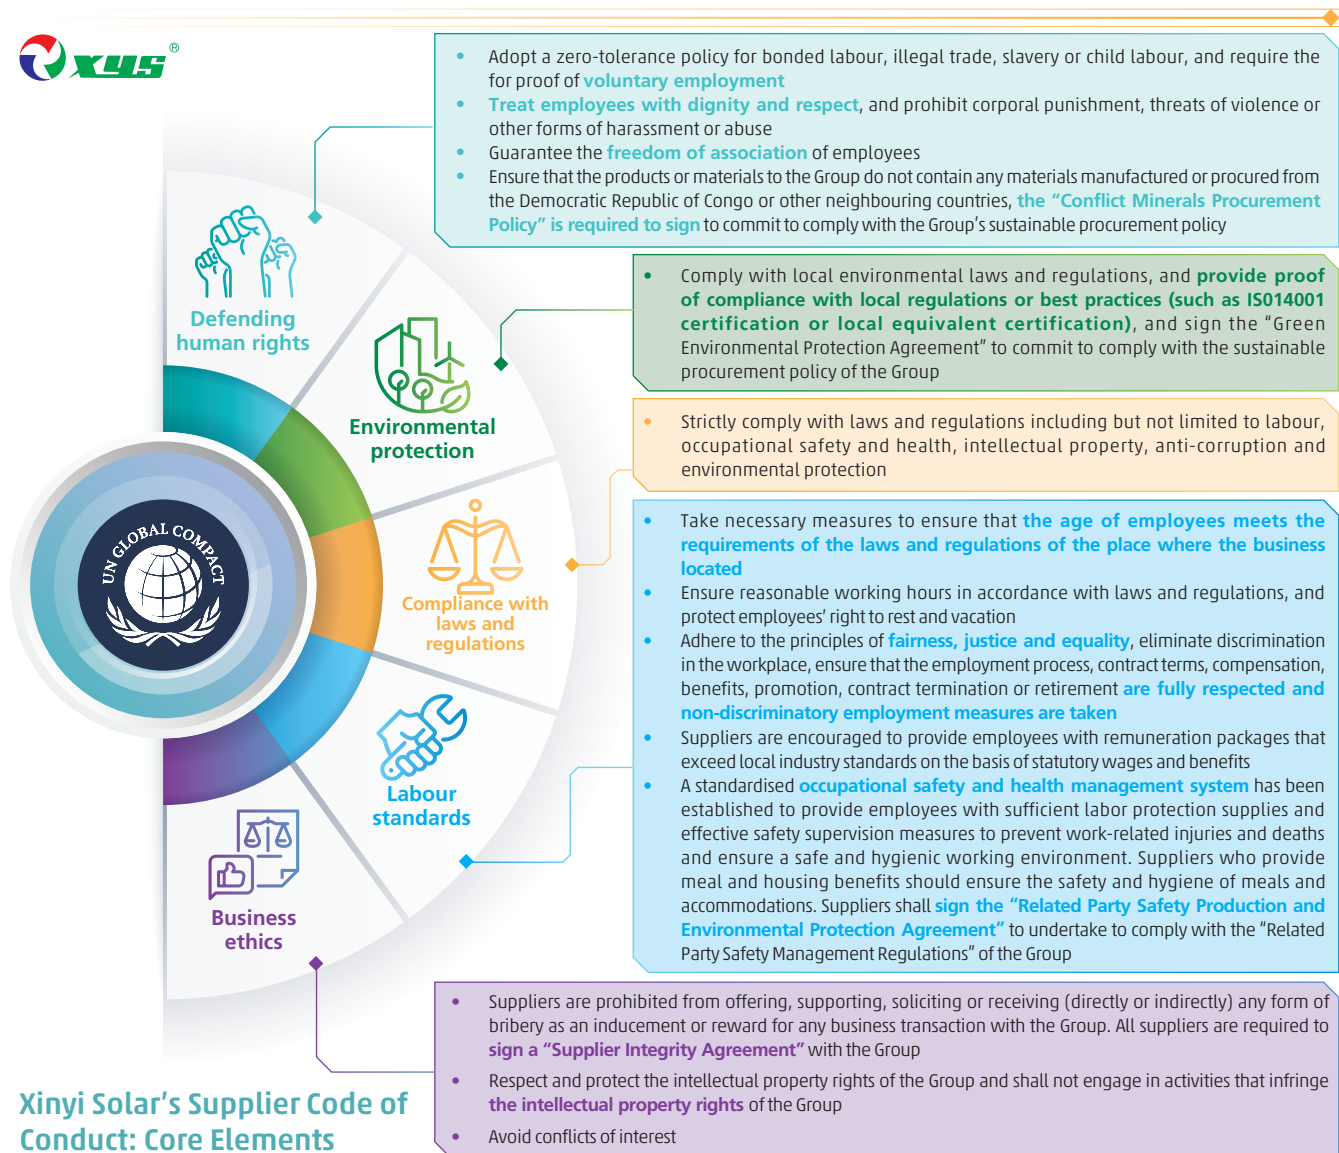 xys®
• Adopt a zero-tolerance policy for bonded labour, illegal trade, slavery or child labour, and require the
for proof of voluntary employment
• Treat employees with dignity and respect, and prohibit corporal punishment, threats of violence or
other forms of harassment or abuse
• Guarantee the freedom of association of employees
• Ensure that the products or materials to the Group do not contain any materials manufactured or procured from
the Democratic Republic of Congo or other neighbouring countries, the “Conflict Minerals Procurement
Policy” is required to sign to commit to comply with the Group's sustainable procurement policy
Defending
human rights
• Comply with local environmental laws and regulations, and provide proof
of compliance with local regulations or best practices (such as IS014001
certification or local equivalent certification), and sign the “Green
Environmental Protection Agreement” to commit to comply with the sustainable
procurement policy of the Group
Environmental
protection
• Strictly comply with laws and regulations including but not limited to labour,
occupational safety and health, intellectual property, anti-corruption and
environmental protection
Compliance with
laws and
regulations
UN GLOBAL COMPACT
• Take necessary measures to ensure that the age of employees meets the
requirements of the laws and regulations of the place where the business
located
• Ensure reasonable working hours in accordance with laws and regulations, and
protect employees' right to rest and vacation
• Adhere to the principles of fairness, justice and equality, eliminate discrimination
in the workplace, ensure that the employment process, contract terms, compensation,
benefits, promotion, contract termination or retirement are fully respected and
non-discriminatory employment measures are taken
• Suppliers are encouraged to provide employees with remuneration packages that
exceed local industry standards on the basis of statutory wages and benefits
• A standardised occupational safety and health management system has been
established to provide employees with sufficient labor protection supplies and
effective safety supervision measures to prevent work-related injuries and deaths
and ensure a safe and hygienic working environment. Suppliers who provide
meal and housing benefits should ensure the safety and hygiene of meals and
accommodations. Suppliers shall sign the “Related Party Safety Production and
Environmental Protection Agreement” to undertake to comply with the “Related
Party Safety Management Regulations” of the Group
Labour
standards
Business
ethics
• Suppliers are prohibited from offering, supporting, soliciting or receiving (directly or indirectly) any form of
bribery as an inducement or reward for any business transaction with the Group. All suppliers are required to
sign a “Supplier Integrity Agreement” with the Group
• Respect and protect the intellectual property rights of the Group and shall not engage in activities that infringe
the intellectual property rights of the Group
• Avoid conflicts of interest
Xinyi Solar's Supplier Code of
Conduct: Core Elements